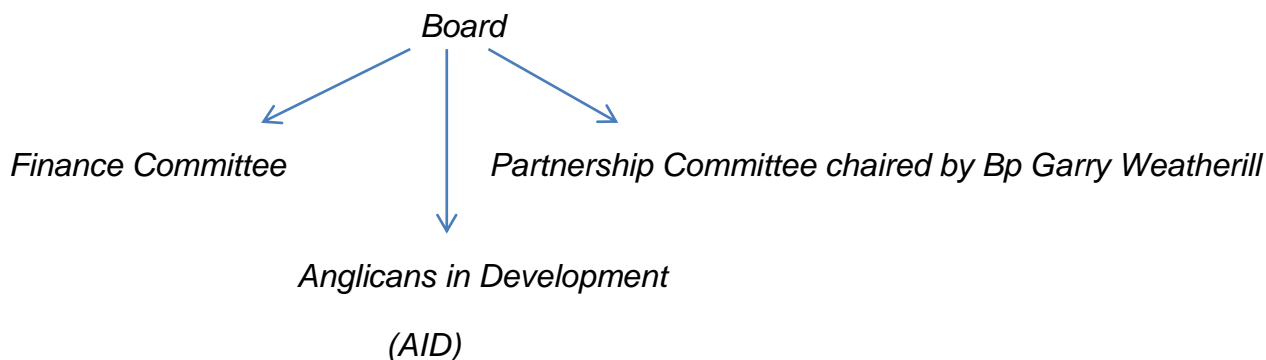 Board
Finance Committee
Partnership Committee chaired by Bp Garry Weatherill
Anglicans in Development
(AID)